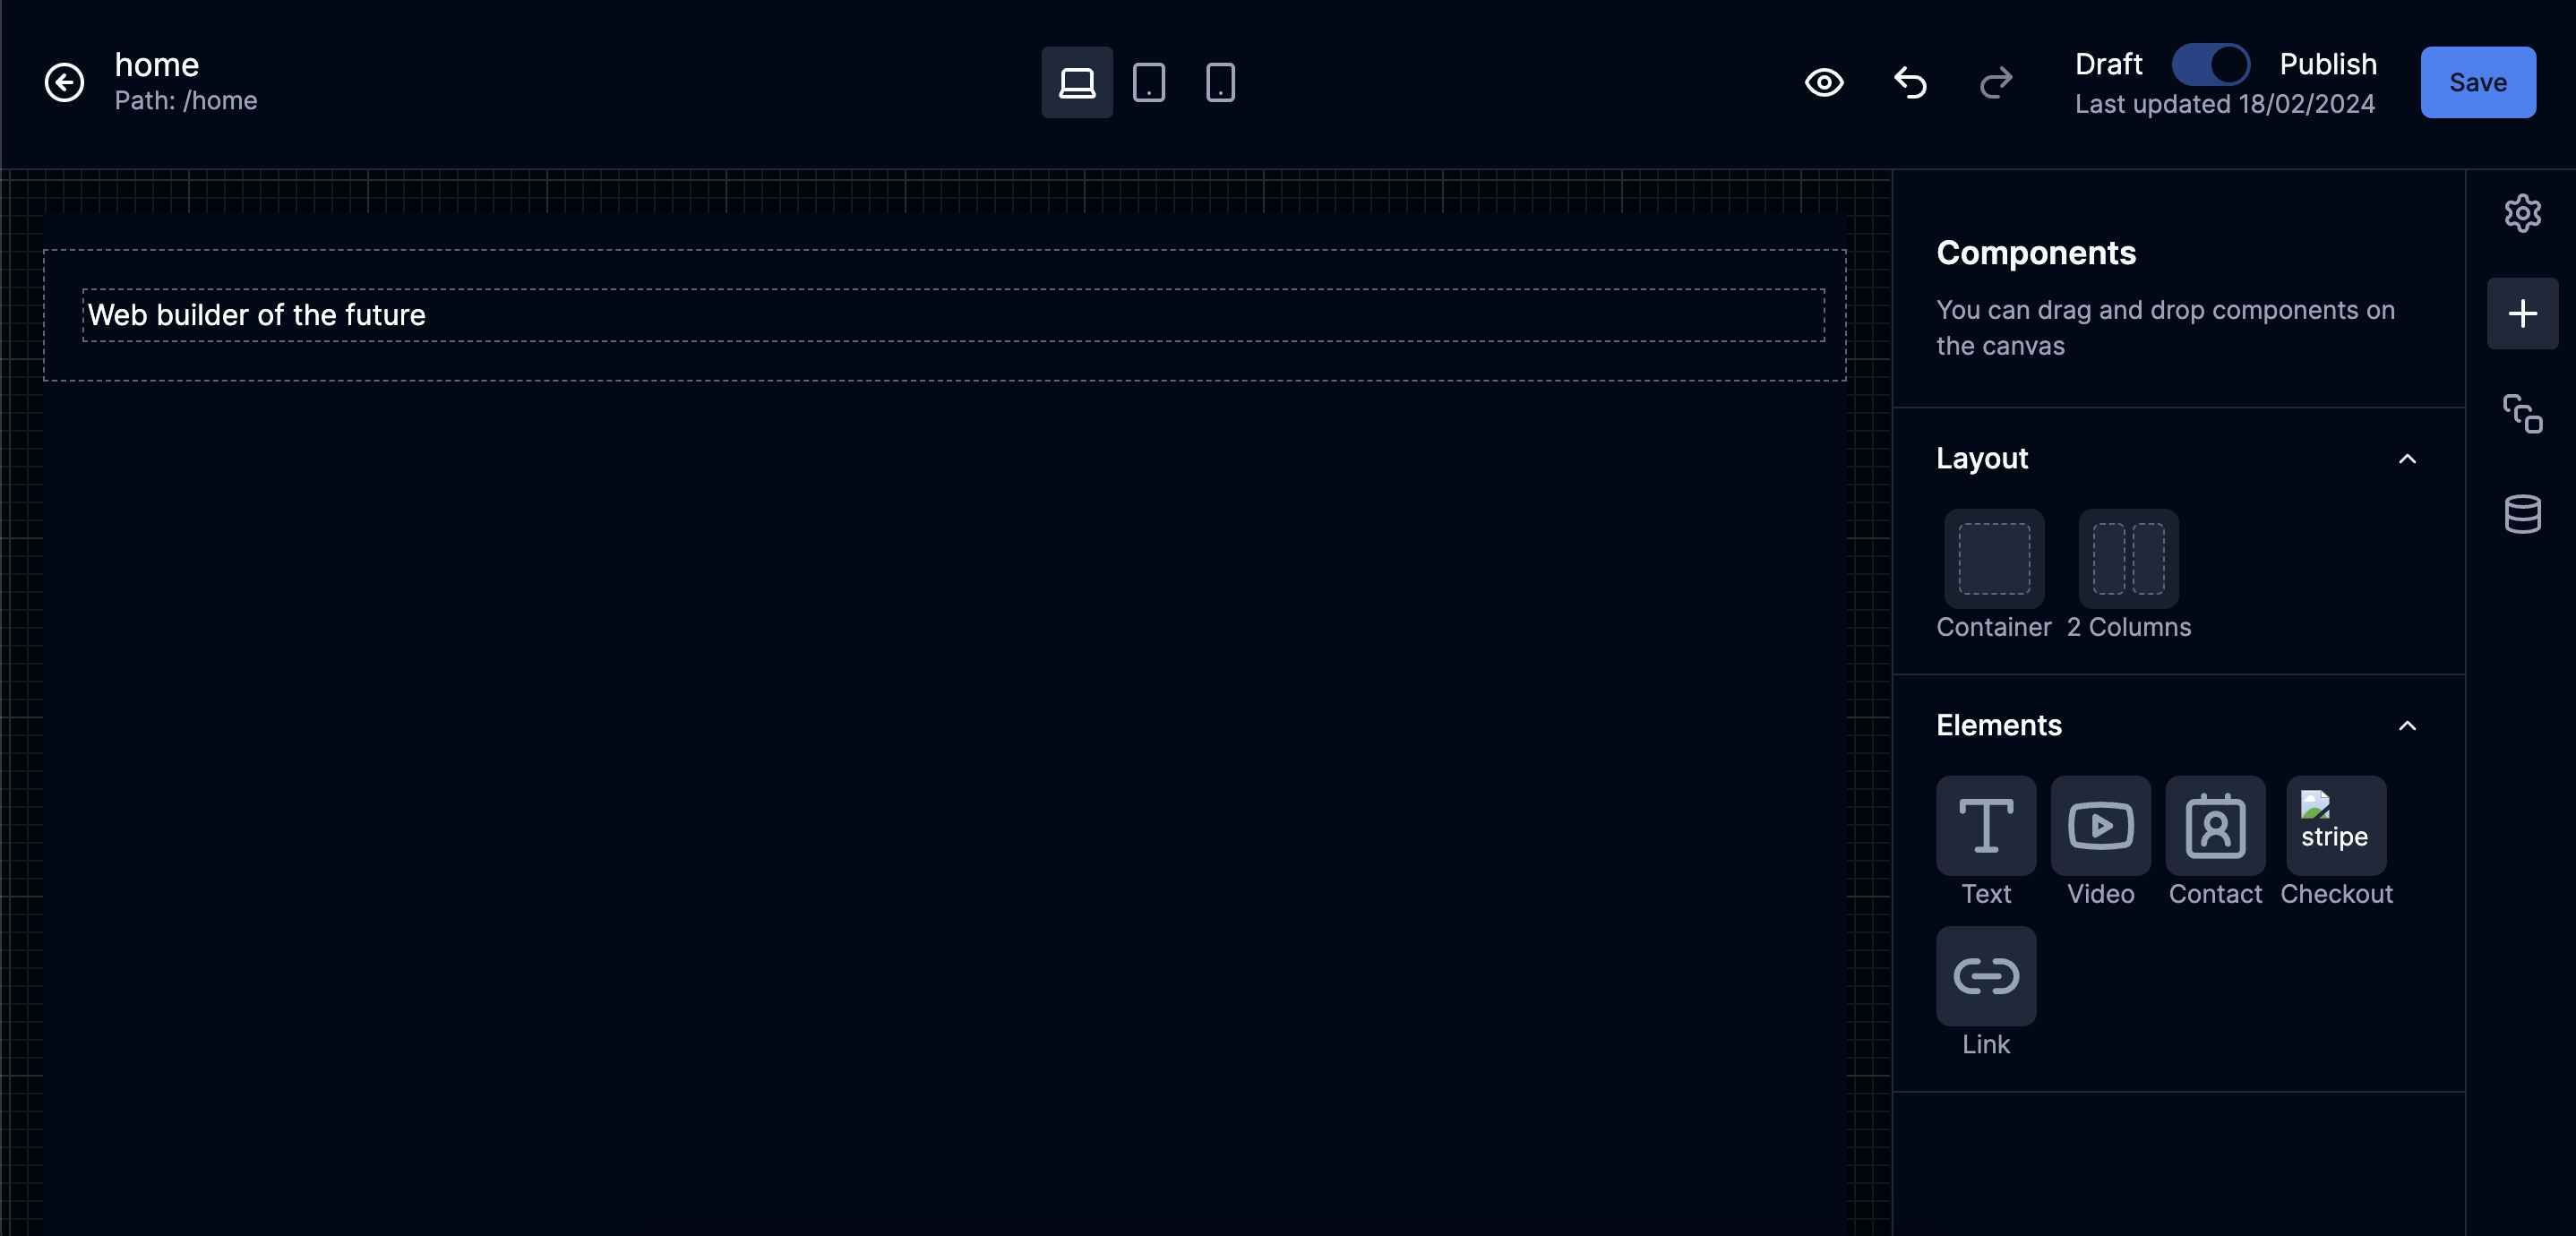 home
Path: /home
Draft
Publish
Last updated 18/02/2024
Save
Web builder of the future
Components
You can drag and drop components on
the canvas
Layout
Container
2 Columns
Elements
stripe
Text
Video
Contact
Checkout
Link